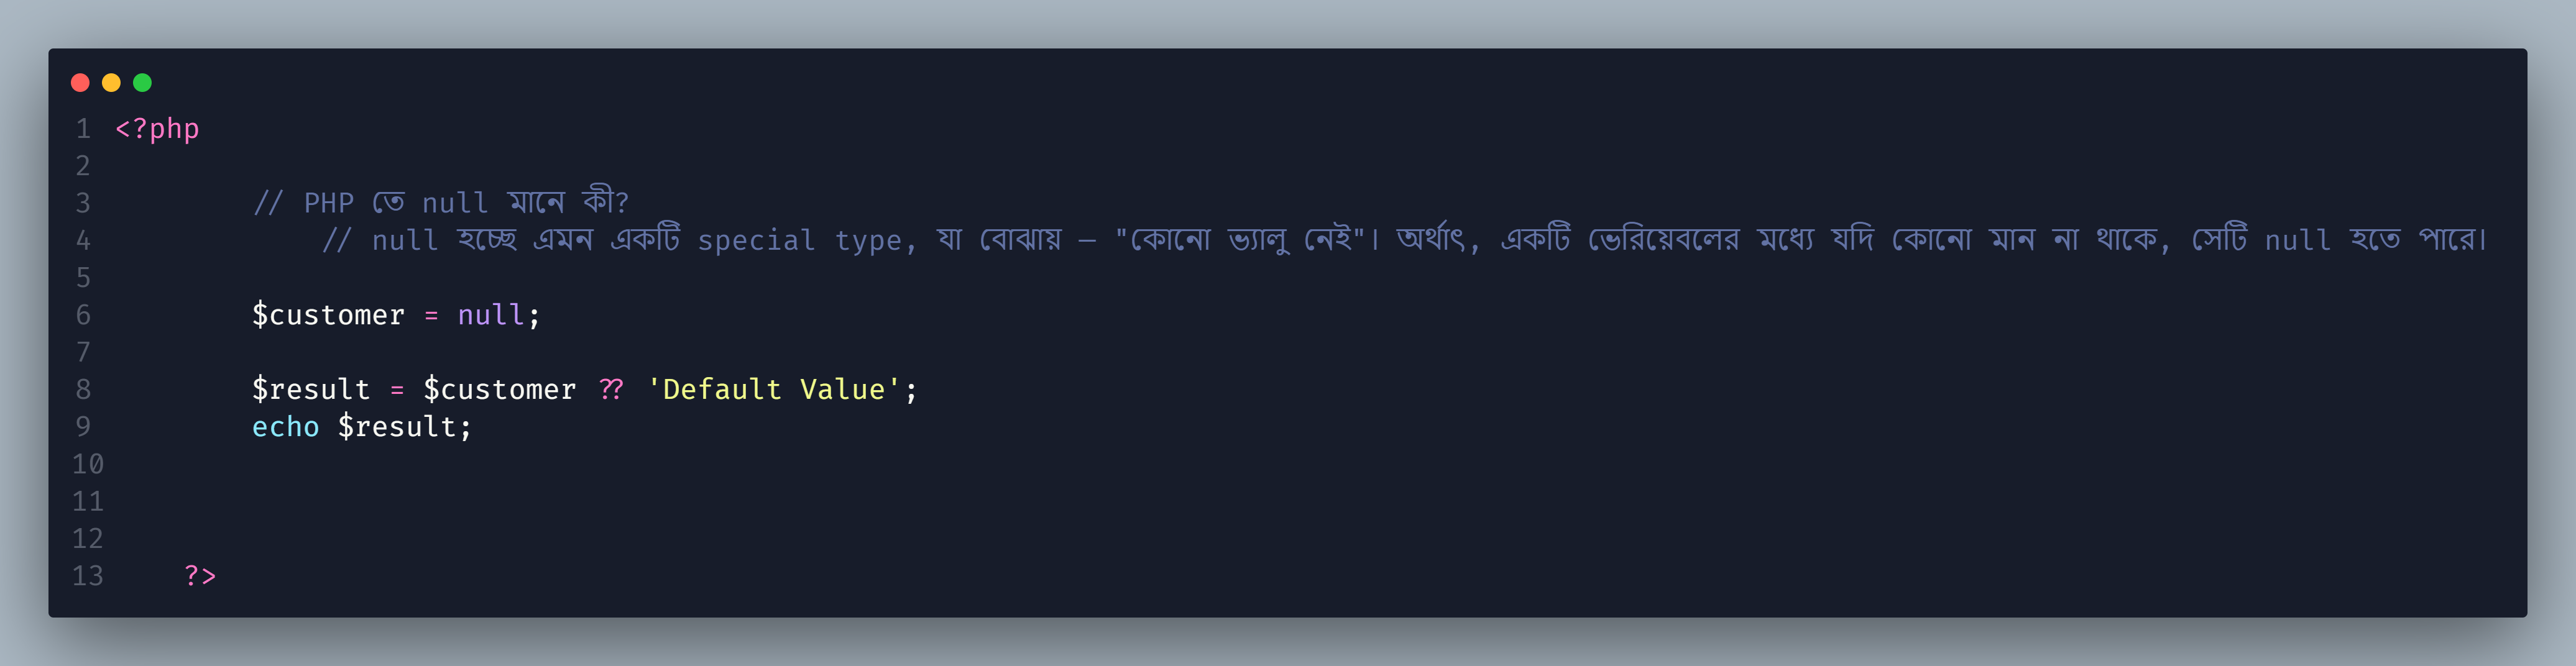 1 <?php
2
3 // PHP তে null মানে কী?
4 // null হচ্ছে এমন একটি special type, যা বোঝায় — "কোনো ভ্যালু নেই"। অর্থাৎ, একটি ভেরিয়েবলের মধ্যে যদি কোনো মান না থাকে, সেটি null হতে পারে।
5
6 $customer = null;
7
8 $result = $customer ?? 'Default Value';
9 echo $result;
10
11
12
13 ?>